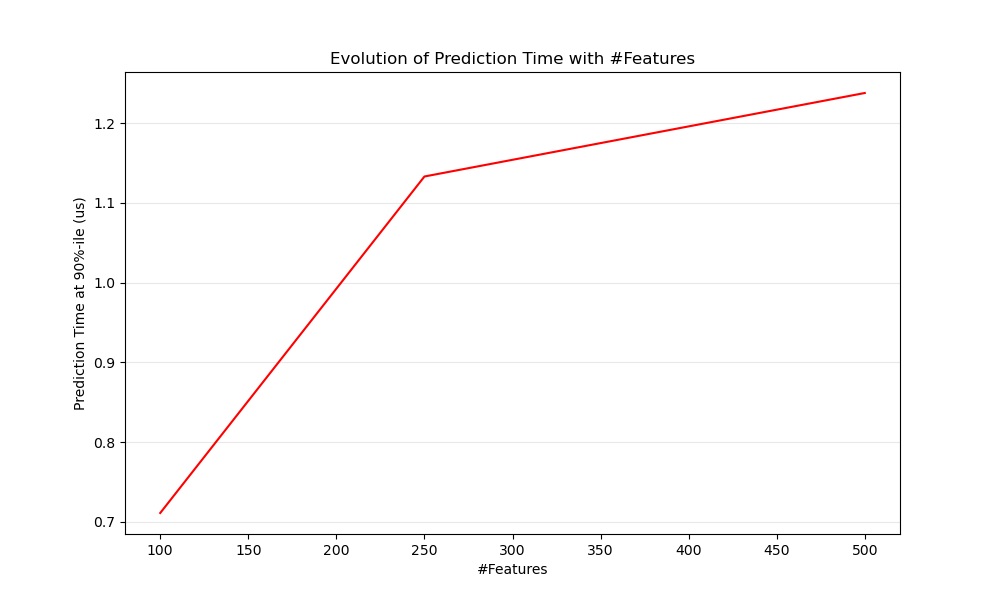 Evolution of Prediction Time with #Features
Prediction Time at 90%-ile (us)
1.2
1.1
1.0
0.9
0.8
0.7
100 150 200 250 300 350 400 450 500
#Features